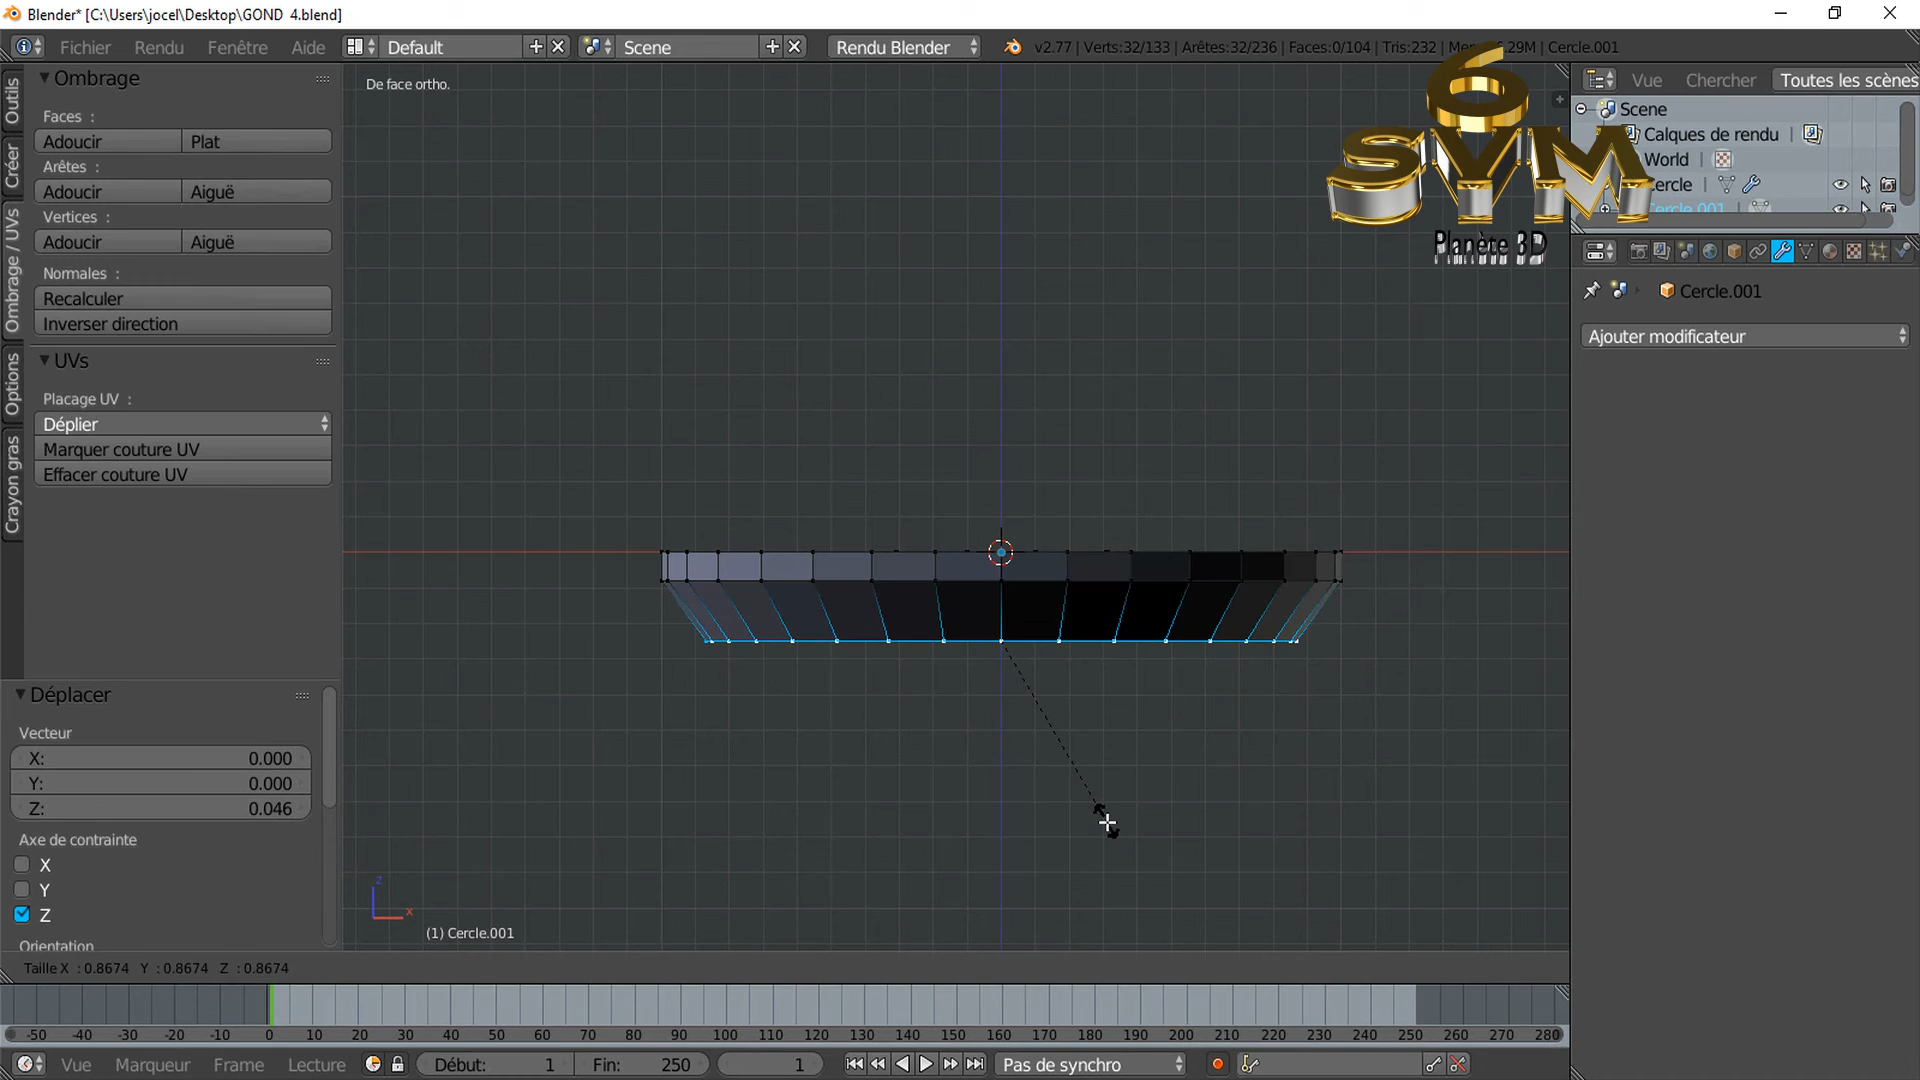 Blender* [C:\Users\jocel\Desktop\GOND  4.blend]
Fichier Rendu Fenêtre Aide Default Scene Rendu Blender v2.77 | Verts:32/133 | Arêtes:32/236 | Faces:0/104 | Tris:232 | .29M | Cercle.001
Ombrage
Faces :
Adoucir Plat
Arêtes :
Adoucir Aiguë
Vertices :
Adoucir Aiguë
Normales :
Recalculer
Inverser direction
UVs
Placage UV :
Déplier
Marquer couture UV
Effacer couture UV
Outils
Créer
Ombrage / UVs
Options
Crayon gras
Déplacer
Vecteur
X: 0.000
Y: 0.000
Z: 0.046
Axe de contrainte
X
Y
Z
Orientation
De face ortho.
z
x
(1) Cercle.001
6
SYM
Planète 3D
Vue Chercher Toutes les scènes
Scene
Calques de rendu
World
Cercle
Cercle.001
Cercle.001
Ajouter modificateur
Taille X : 0.8674 Y : 0.8674 Z : 0.8674
-50 -40 -30 -20 -10 0 10 20 30 40 50 60 70 80 90 100 110 120 130 140 150 160 170 180 190 200 210 220 230 240 250 260 270 280
Vue Marqueur Frame Lecture Début: 1 Fin: 250 1 Pas de synchro